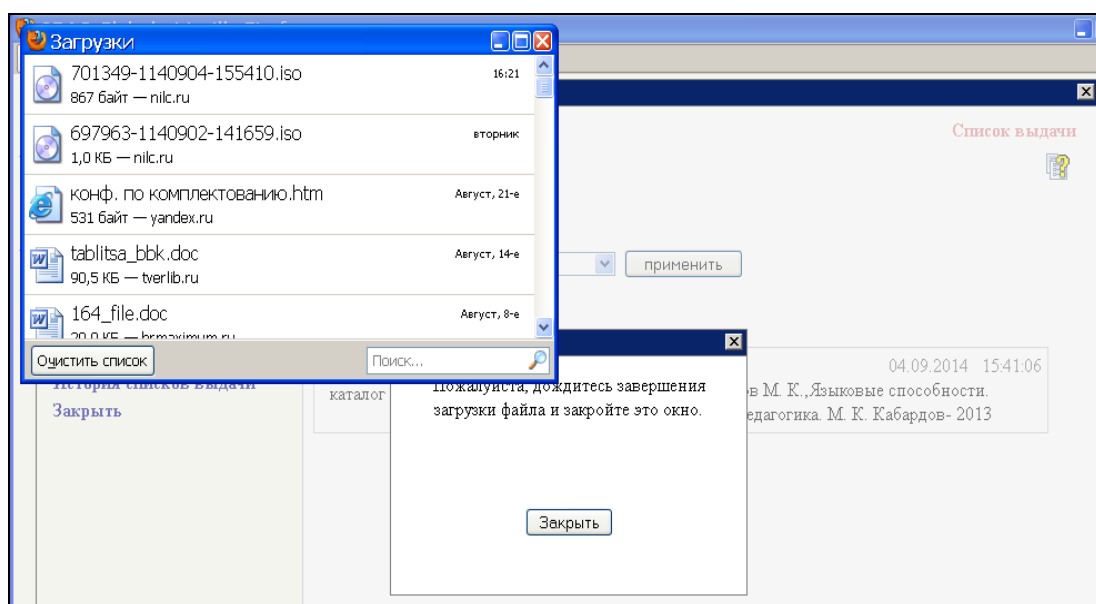 Загрузки
701349-1140904-155410.iso
16:21
867 байт — nilc.ru
697963-1140902-141659.iso
вторник
1,0 КБ — nilc.ru
конф. по комплектованию.htm
Август, 21-е
531 байт — yandex.ru
tablitsa_bbk.doc
Август, 14-е
90,5 КБ — tverlib.ru
164_file.doc
Август, 8-е
Очистить список
Поиск...
Список выдачи
применить
История списков выдачи
Закрыть
каталог
04.09.2014 15:41:06
М. К.,Языковые способности.
М. К. Кабардов- 2013
Пожалуйста, дождитесь завершения
загрузки файла и закройте это окно.
Закрыть